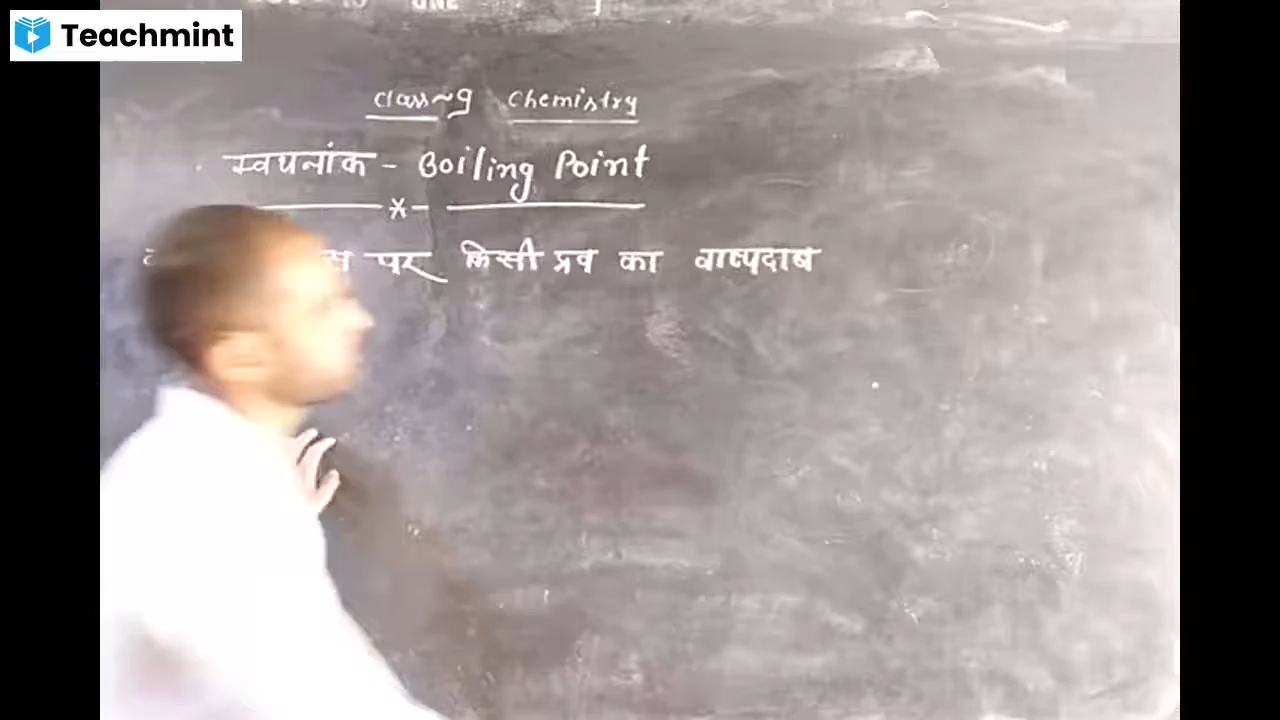 Teachmint
Class~9 Chemistry
स्वथनांक - Boiling Point
पर किसी द्रव का वाष्पदाब